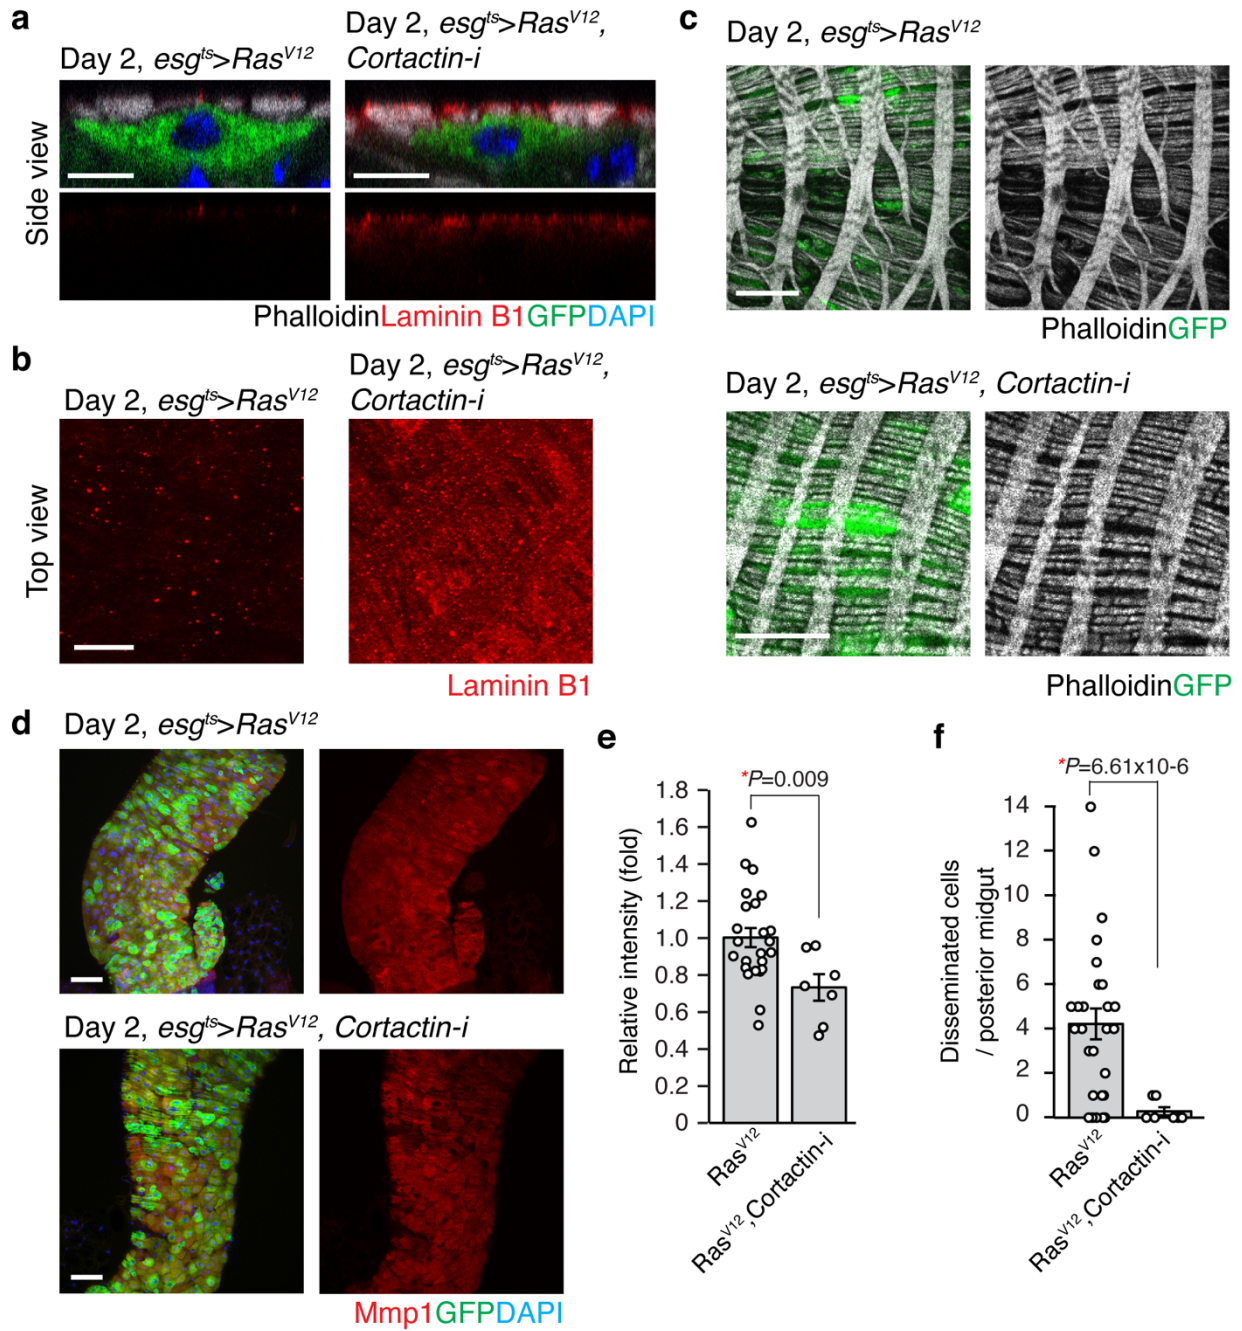 a
Day 2, esgts>RasV12
Day 2, esgts>RasV12,
Cortactin-i
Side view
PhalloidinLaminin B1GFPDAPI
b
Day 2, esgts>RasV12
Day 2, esgts>RasV12,
Cortactin-i
Top view
Laminin B1
c
Day 2, esgts>RasV12
PhalloidinGFP
Day 2, esgts>RasV12, Cortactin-i
PhalloidinGFP
d
Day 2, esgts>RasV12
Day 2, esgts>RasV12, Cortactin-i
Mmp1GFPDAPI
e
*P=0.009
Relative intensity (fold)
1.8
1.6
1.4
1.2
1.0
0.8
0.6
0.4
0.2
0
RasV12
RasV12,Cortactin-i
f
*P=6.61x10-6
Disseminated cells
/ posterior midgut
14
12
10
8
6
4
2
0
RasV12
RasV12,Cortactin-i